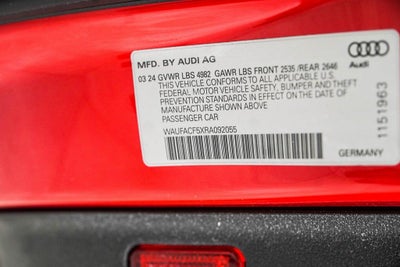 MFD. BY AUDI AG
03 24 GVWR LBS 4982 GAWR LBS FRONT 2535 /REAR 2646
THIS VEHICLE CONFORMS TO ALL APPLICABLE U.S.
FEDERAL MOTOR VEHICLE SAFETY, BUMPER AND THEFT
PREVENTION STANDARDS IN EFFECT ON THE DATE OF
MANUFACTURE SHOWN ABOVE
PASSENGER CAR
WAUFACF5XRA092055
GERMANY
Audi
1151963